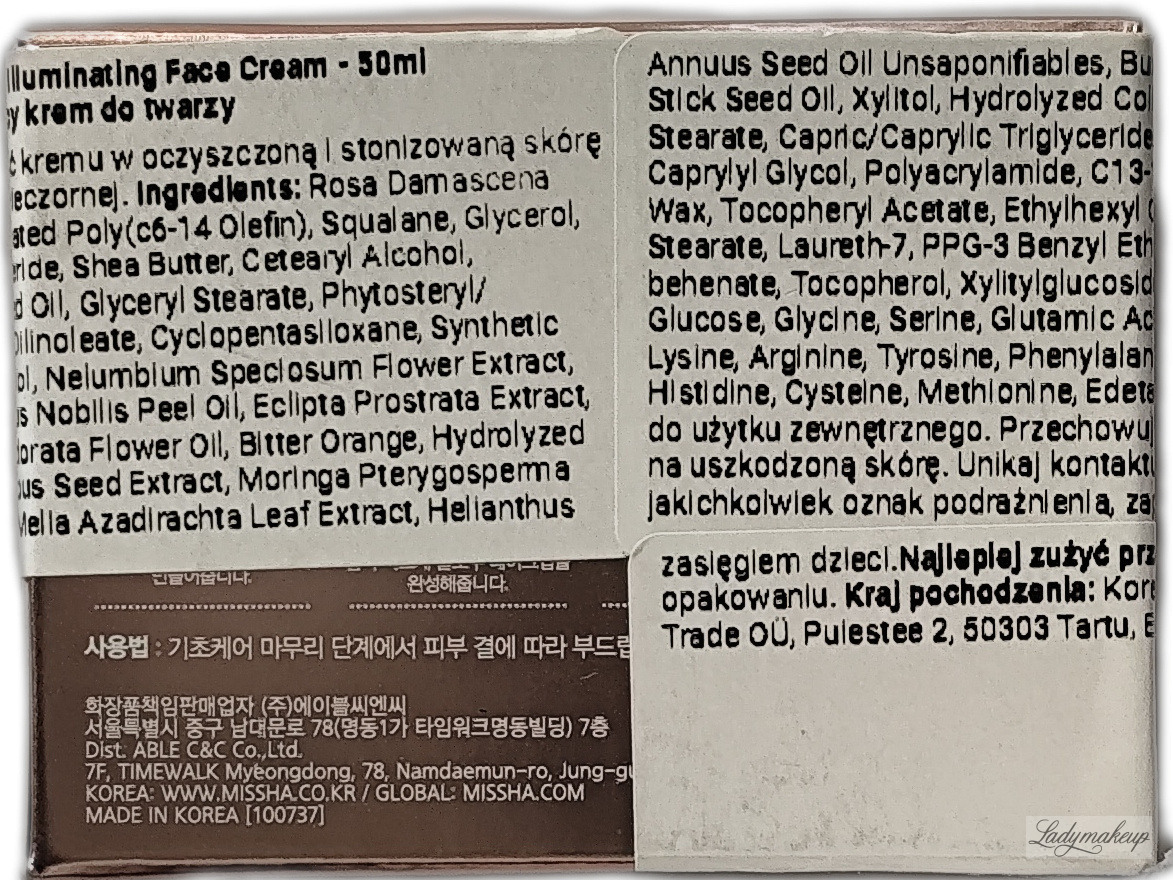 Illuminating Face Cream - 50ml
y krem do twarzy
ć kremu w oczyszczoną i stonizowaną skórę
eczornej. Ingredients: Rosa Damascena
ated Poly(c6-14 Olefin), Squalane, Glycerol,
eride, Shea Butter, Cetearyl Alcohol,
d Oil, Glyceryl Stearate, Phytosteryl/
oilinoleate, Cyclopentasiloxane, Synthetic
ol, Nelumbium Speciosum Flower Extract,
s Nobilis Peel Oil, Eclipta Prostrata Extract,
orata Flower Oil, Bitter Orange, Hydrolyzed
us Seed Extract, Moringa Pterygosperma
Melia Azadirachta Leaf Extract, Helianthus
Annuus Seed Oil Unsaponifiables, Bu
Stick Seed Oil, Xylitol, Hydrolyzed Col
Stearate, Capric/Caprylic Triglyceride
Caprylyl Glycol, Polyacrylamide, C13-
Wax, Tocopheryl Acetate, Ethylhexyl
Stearate, Laureth-7, PPG-3 Benzyl Eth
behenate, Tocopherol, Xylitylglucosid
Glucose, Glycine, Serine, Glutamic Ac
Lysine, Arginine, Tyrosine, Phenylalan
Histidine, Cysteine, Methionine, Edeta
do użytku zewnętrznego. Przechowuj
na uszkodzoną skórę. Unikaj kontaktu
jakichkolwiek oznak podrażnienia, za
zasięgiem dzieci. Najlepiej zużyć prz
opakowaniu. Kraj pochodzenia: Kore
Trade OÜ, Puiestee 2, 50303 Tartu, E
만들어줍니다.
완성해줍니다.
사용법 : 기초케어 마무리 단계에서 피부 결에 따라 부드럽
화장품책임판매업자 (주)에이블씨엔씨
서울특별시 중구 남대문로 78(명동1가 타임워크명동빌딩) 7층
Dist. ABLE C&C Co.,Ltd.
7F, TIMEWALK Myeongdong, 78, Namdaemun-ro, Jung-gu
KOREA: WWW.MISSHA.CO.KR / GLOBAL: MISSHA.COM
MADE IN KOREA [100737]
Ladymakeup